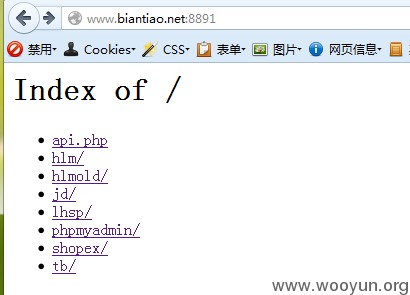 www.biantiao.net:8891
禁用 Cookies CSS 表单 图片 网页信息
Index of /
api.php
hlm/
hlmold/
jd/
lhsp/
phpmyadmin/
shopex/
tb/
www.wooyun.org